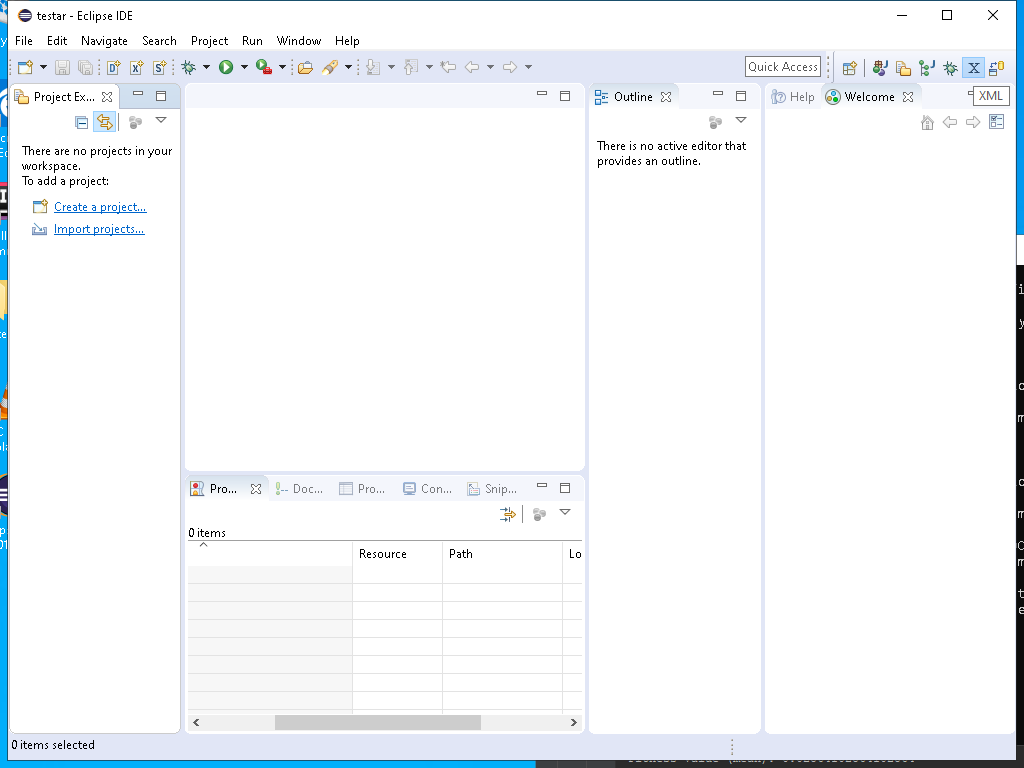 testar - Eclipse IDE
File Edit Navigate Search Project Run Window Help
Quick Access
Project Ex...
Outline
Help
Welcome
XML
There are no projects in your
workspace.
To add a project:
Create a project...
Import projects...
There is no active editor that
provides an outline.
Pro...
Doc...
Pro...
Con...
Snip...
0 items
Resource Path Lo
0 items selected